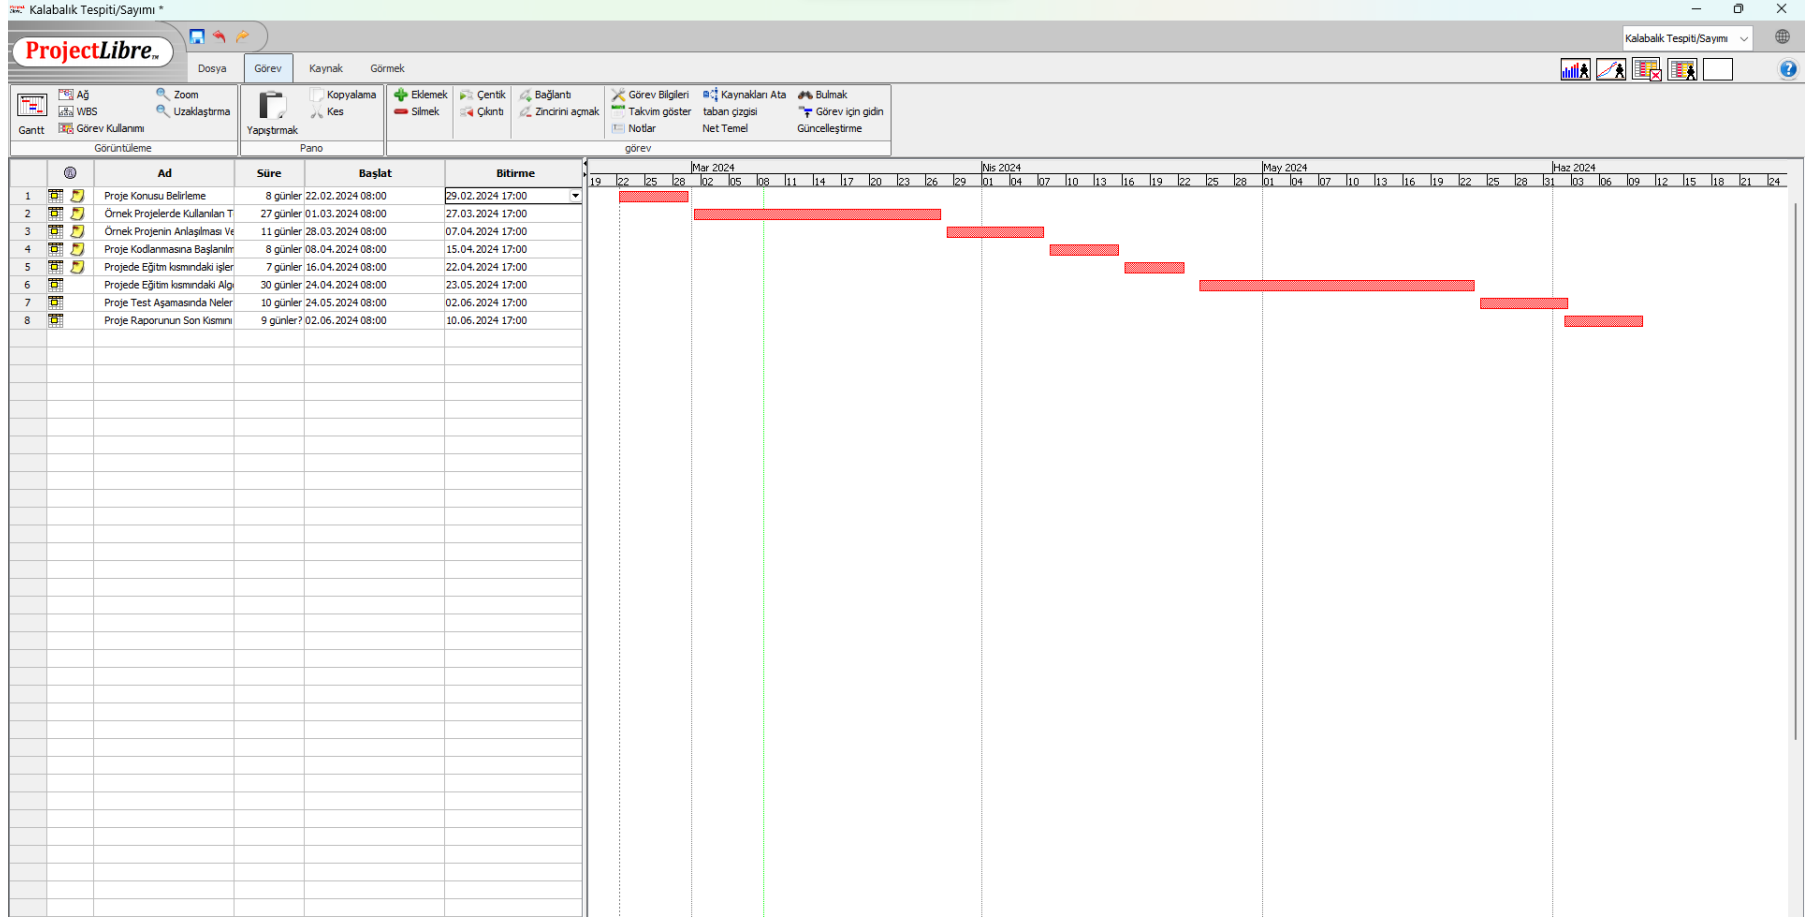 Kalabalık Tespiti/Sayımı *
ProjectLibre™
Kalabalık Tespiti/Sayımı
Dosya Görev Kaynak Görmek
Gantt
Ağ
WBS
Görev Kullanımı
Zoom
Uzaklaştırma
Görüntüleme
Yapıştırmak
Kopyalama
Kes
Pano
Eklemek
Silmek
Çentik
Çıkıntı
Bağlantı
Zincirini açmak
Görev Bilgileri
Takvim göster
Notlar
Kaynakları Ata
taban çizgisi
Net Temel
Bulmak
Görev için gidin
Güncelleştirme
görev
Ad Süre Başlat Bitirme
1 Proje Konusu Belirleme 8 günler 22.02.2024 08:00 29.02.2024 17:00
2 Örnek Projelerde Kullanılan T 27 günler 01.03.2024 08:00 27.03.2024 17:00
3 Örnek Projenin Anlaşılması Ve 11 günler 28.03.2024 08:00 07.04.2024 17:00
4 Proje Kodlanmasına Başlanılm 8 günler 08.04.2024 08:00 15.04.2024 17:00
5 Projede Eğitm kısmındaki işler 7 günler 16.04.2024 08:00 22.04.2024 17:00
6 Projede Eğitim kısmındaki Alg 30 günler 24.04.2024 08:00 23.05.2024 17:00
7 Proje Test Aşamasında Neler 10 günler 24.05.2024 08:00 02.06.2024 17:00
8 Proje Raporunun Son Kısmını 9 günler? 02.06.2024 08:00 10.06.2024 17:00
Mar 2024 Nis 2024 May 2024 Haz 2024
19 22 25 28 02 05 08 11 14 17 20 23 26 29 01 04 07 10 13 16 19 22 25 28 01 04 07 10 13 16 19 22 25 28 31 03 06 09 12 15 18 21 24